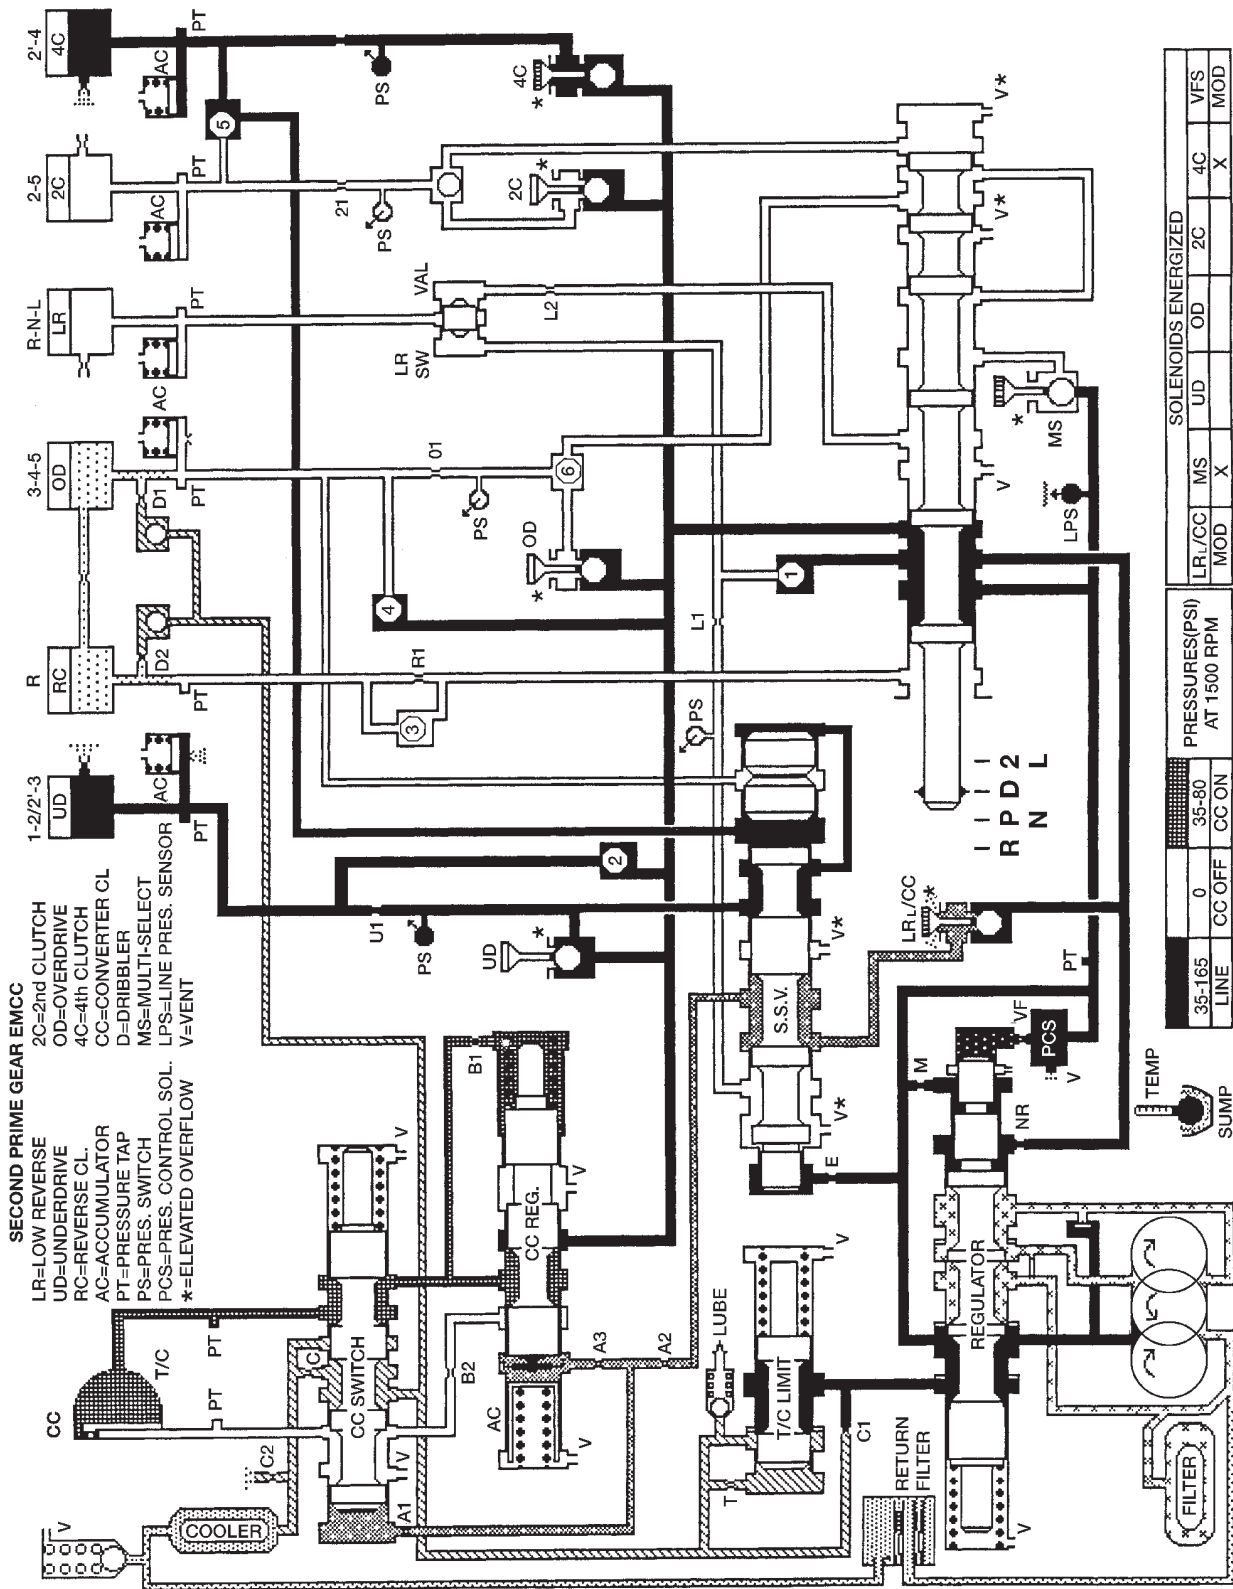 SECOND PRIME GEAR EMCC
LR=LOW REVERSE
UD=UNDERDRIVE
RC=REVERSE CL.
AC=ACCUMULATOR
PT=PRESSURE TAP
PS=PRES. SWITCH
PCS=PRES. CONTROL SOL.
*=ELEVATED OVERFLOW
2C=2nd CLUTCH
OD=OVERDRIVE
4C=4th CLUTCH
CC=CONVERTER CL
D=DRIBBLER
MS=MULTI-SELECT
LPS=LINE PRES. SENSOR
V=VENT
1-2/2'-3
UD
AC
PT
R
RC
D2
PT
3-4-5
OD
D1
AC
PT
R-N-L
LR
AC
PT
2-5
2C
AC
PT
2'-4
4C
AC
PT
5
PS
4C
*
21
PS
2C
*
LR
SW
VAL
L2
01
PS
6
OD
*
4
R1
3
L1
1
PS
2
U1
PS
UD
*
CC
T/C
PT
PT
C
C2
V
COOLER
CC SWITCH
V
V
A1
B1
B2
CC REG.
V
AC
V
A3
A2
S.S.V.
V*
V*
E
LRL/CC
*
R P D 2
N L
V
V*
V*
MS
*
LPS
LUBE
T
T/C LIMIT
V
C1
RETURN
FILTER
FILTER
REGULATOR
V
M
NR
VF
PCS
V
PT
TEMP
SUMP
35-165
0
35-80
PRESSURES(PSI)
AT 1500 RPM
LINE
CC OFF
CC ON
SOLENOIDS ENERGIZED
LRL/CC MS UD OD 2C 4C VFS
MOD X X MOD